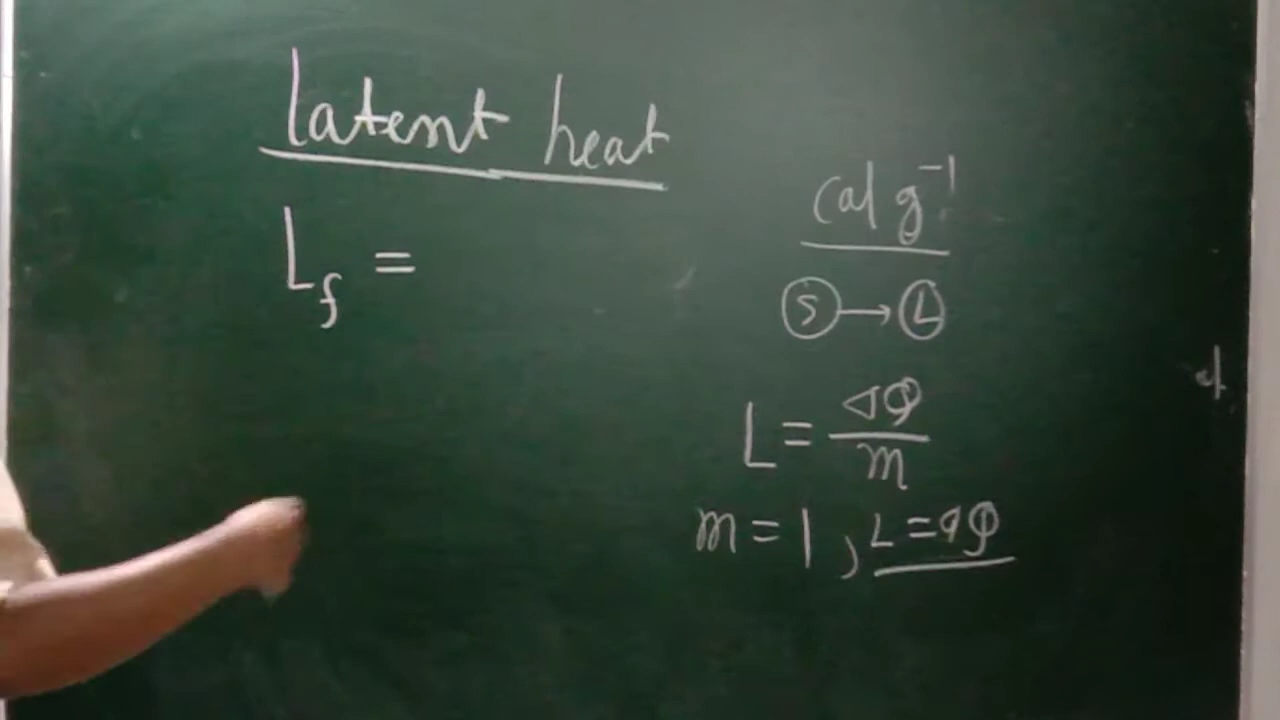 Latent heat
L_f =
Cal g⁻¹
S → L
L = ΔQ / m
m = 1, L = ΔQ